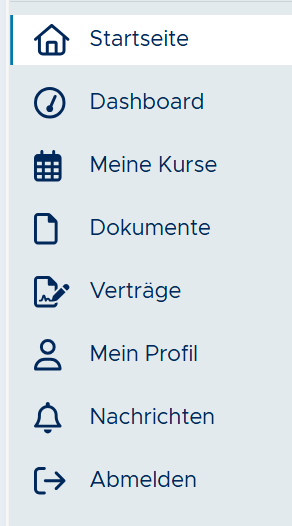 Startseite
Dashboard
Meine Kurse
Dokumente
Verträge
Mein Profil
Nachrichten
Abmelden